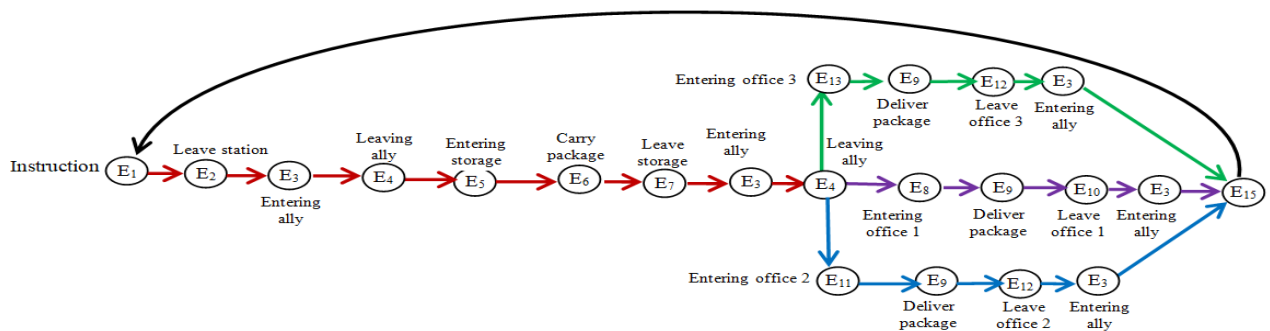 Entering office 3
E13
E9
E12
E3
Deliver
package
Leave
office 3
Entering
ally
Instruction
E1
Leave station
E2
E3
Entering
ally
Leaving
ally
E4
Entering
storage
E5
Carry
package
E6
Leave
storage
E7
Entering
ally
E3
Leaving
ally
E4
E8
E9
E10
E3
E15
Entering
office 1
Deliver
package
Leave
office 1
Entering
ally
Entering office 2
E11
E9
E12
E3
Deliver
package
Leave
office 2
Entering
ally